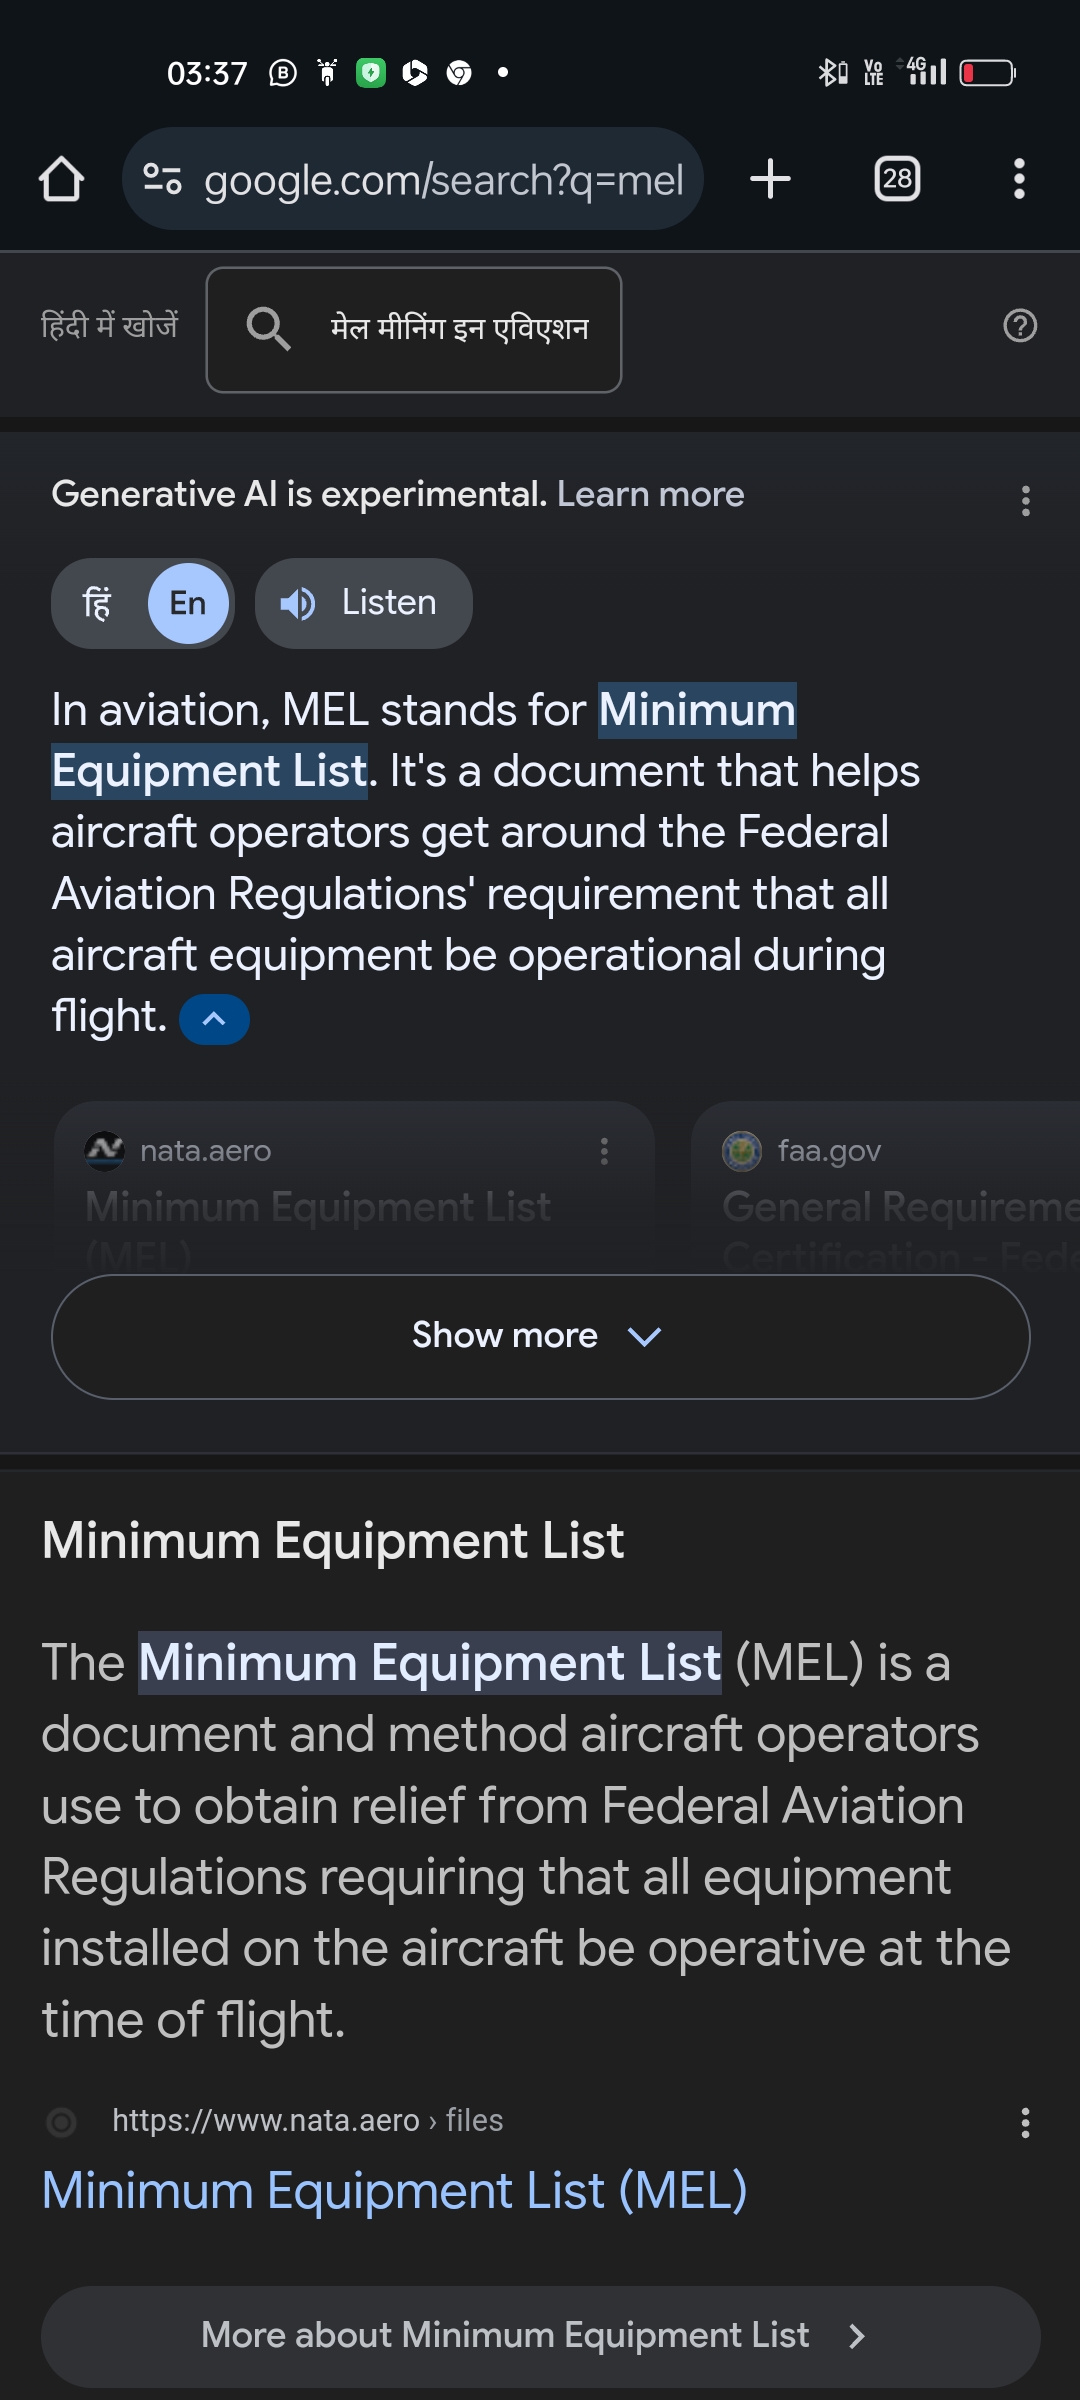 03:37
Vo LTE 4G
google.com/search?q=mel
28
हिंदी में खोजें
मेल मीनिंग इन एविएशन
Generative AI is experimental. Learn more
हिं En Listen
In aviation, MEL stands for Minimum
Equipment List. It's a document that helps
aircraft operators get around the Federal
Aviation Regulations' requirement that all
aircraft equipment be operational during
flight.
nata.aero
Minimum Equipment List
(MEL)
faa.gov
General Requireme
Certification - Fede
Show more
Minimum Equipment List
The Minimum Equipment List (MEL) is a
document and method aircraft operators
use to obtain relief from Federal Aviation
Regulations requiring that all equipment
installed on the aircraft be operative at the
time of flight.
https://www.nata.aero › files
Minimum Equipment List (MEL)
More about Minimum Equipment List